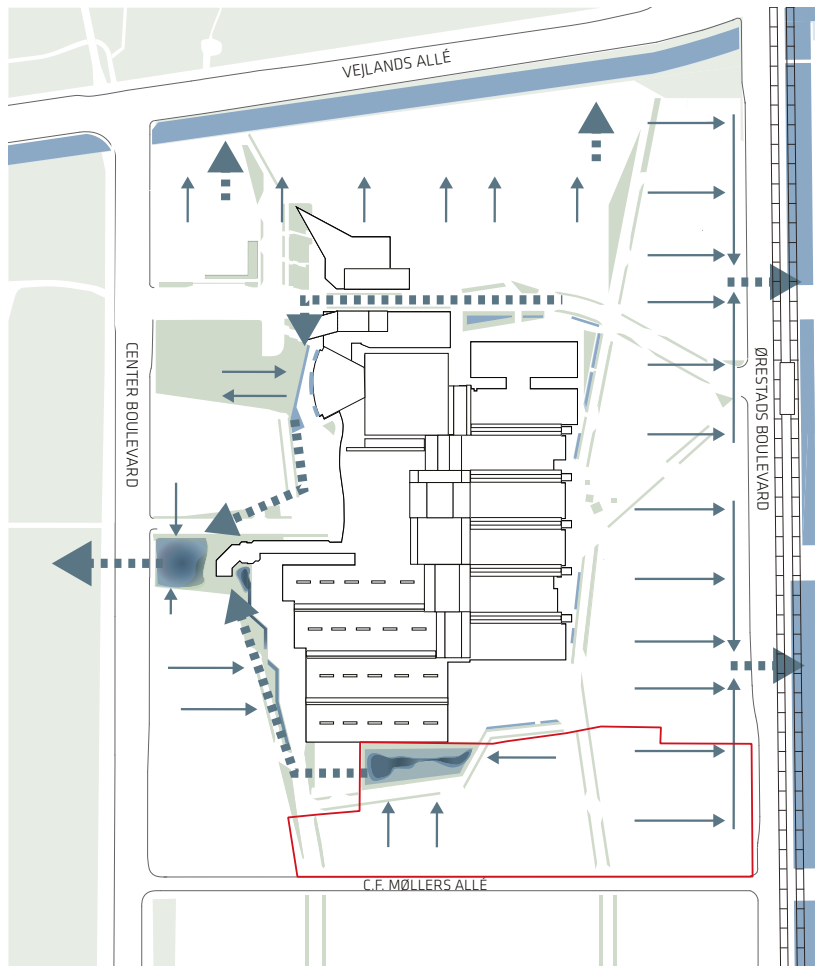 VEJLANDS ALLÉ
CENTER BOULEVARD
ØRESTADS BOULEVARD
C.F. MØLLERS ALLÉ